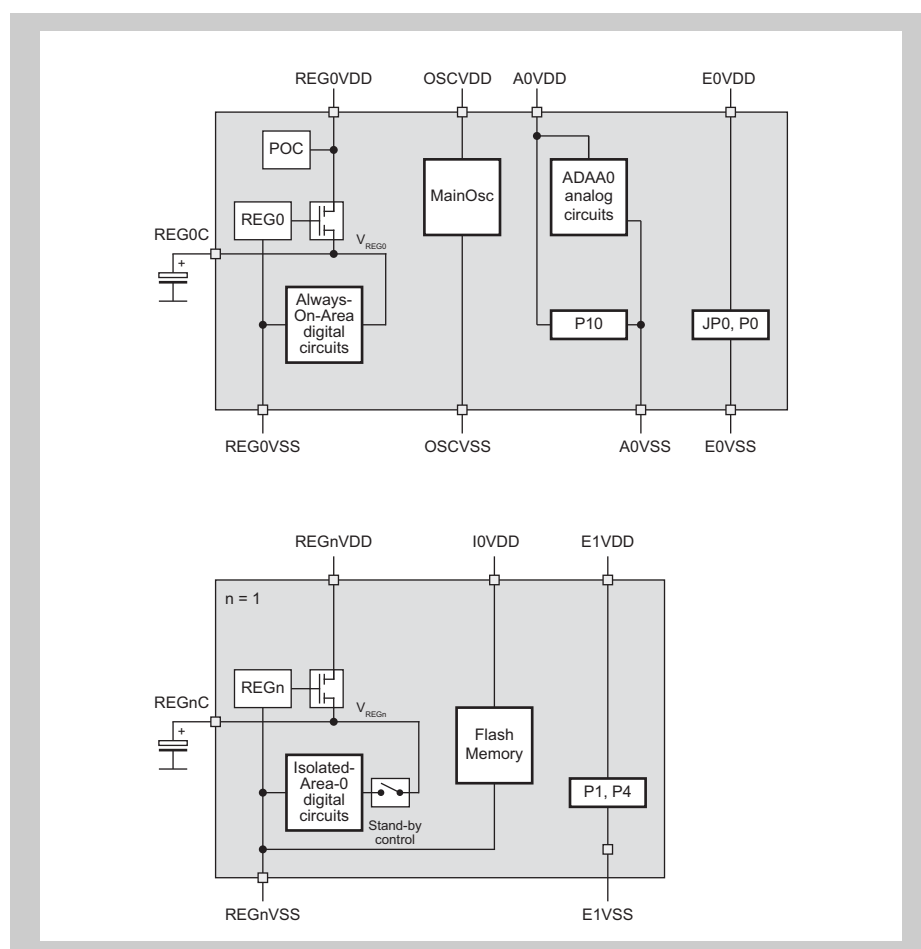 REG0VDD OSCVDD A0VDD E0VDD
POC
MainOsc
ADAA0
analog
circuits
REG0
REG0C
+
VREG0
Always-
On-Area
digital
circuits
P10
JP0, P0
REG0VSS OSCVSS A0VSS E0VSS
REGnVDD I0VDD E1VDD
n = 1
REGn
REGnC
+
VREGn
Flash
Memory
Isolated-
Area-0
digital
circuits
Stand-by
control
P1, P4
REGnVSS E1VSS